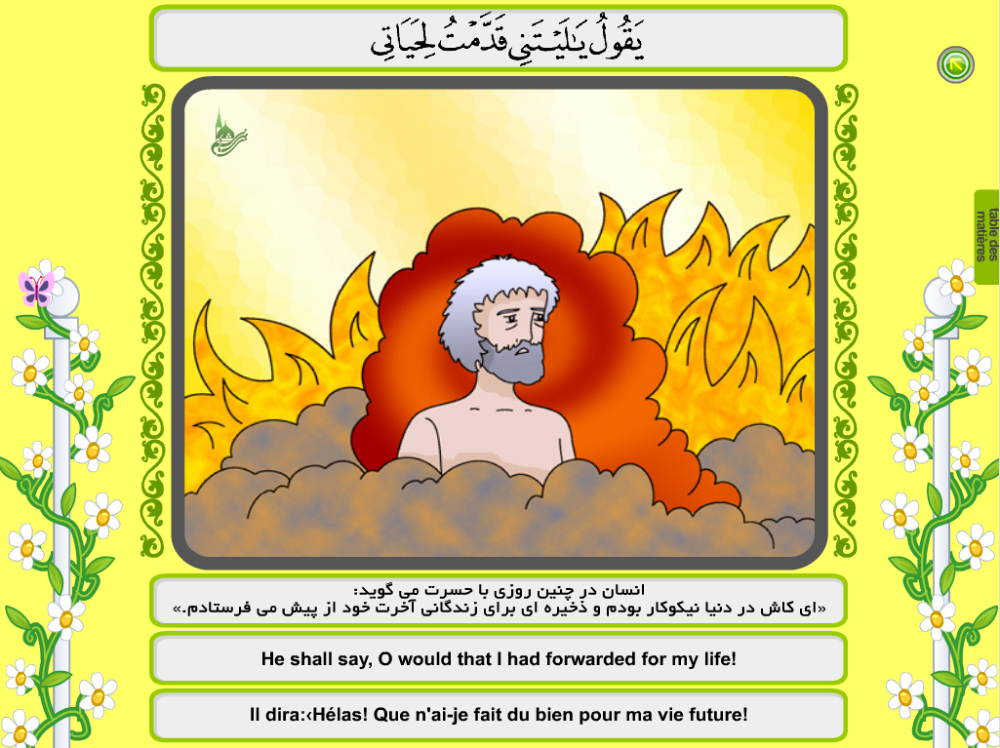 يَقُولُ يَـٰلَيْتَنِى قَدَّمْتُ لِحَيَاتِى
table des
matières
انسان در چنین روزی با حسرت می گوید:
«ای کاش در دنیا نیکوکار بودم و ذخیره ای برای زندگانی آخرت خود از پیش می فرستادم.»
He shall say, O would that I had forwarded for my life!
Il dira:‹Hélas! Que n'ai-je fait du bien pour ma vie future!